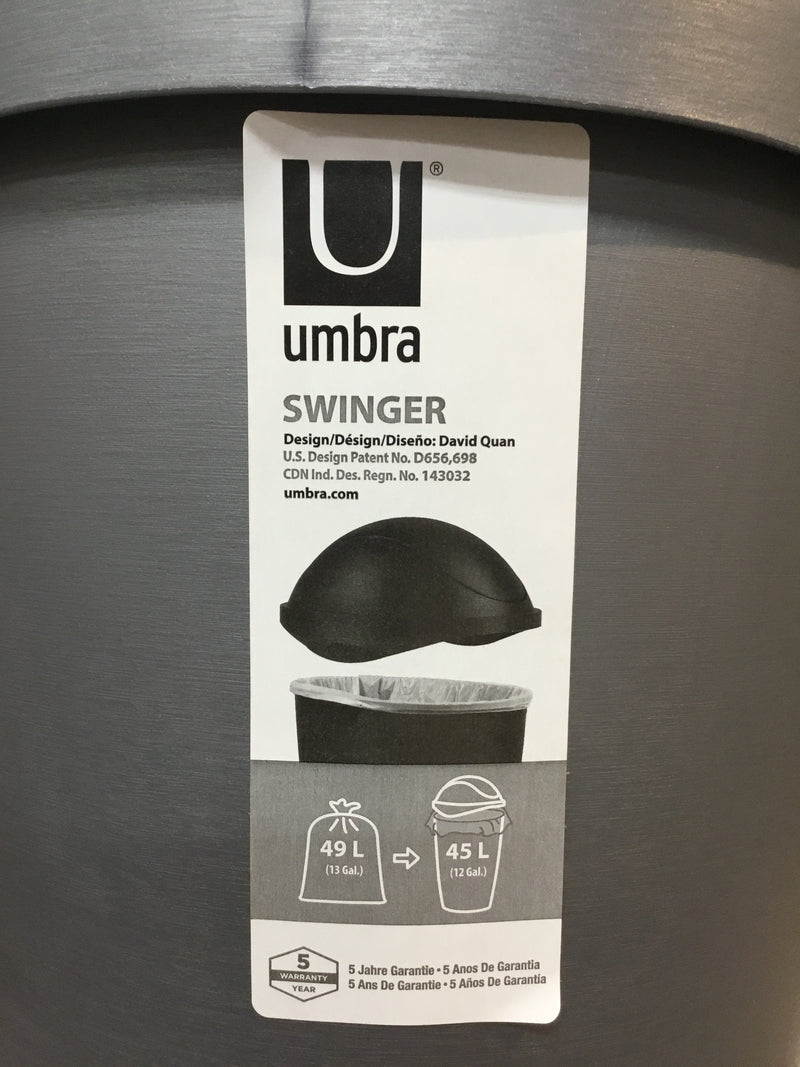 U®
umbra
SWINGER
Design/Désign/Diseño: David Quan
U.S. Design Patent No. D656,698
CDN Ind. Des. Regn. No. 143032
umbra.com
49 L
(13 Gal.)
45 L
(12 Gal.)
5
WARRANTY
YEAR
5 Jahre Garantie • 5 Anos De Garantia
5 Ans De Garantie • 5 Años De Garantía